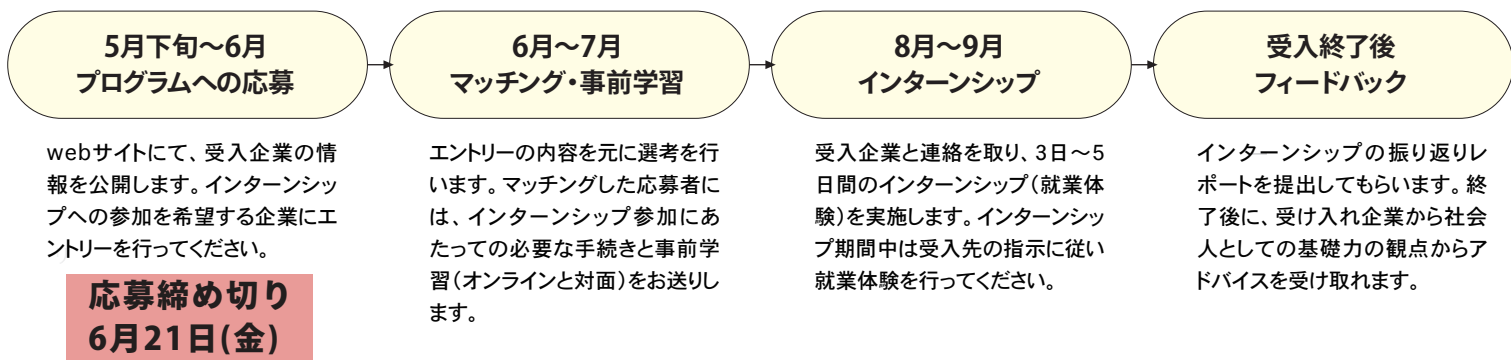 5月下旬～6月
プログラムへの応募
webサイトにて、受入企業の情
報を公開します。インターンシッ
プへの参加を希望する企業にエ
ントリーを行ってください。
応募締め切り
6月21日(金)
6月～7月
マッチング・事前学習
エントリーの内容を元に選考を行
います。マッチングした応募者に
は、インターンシップ参加にあ
たっての必要な手続きと事前学
習(オンラインと対面)をお送りし
ます。
8月～9月
インターンシップ
受入企業と連絡を取り、3日～5
日間のインターンシップ(就業体
験)を実施します。インターンシッ
プ期間中は受入先の指示に従い
就業体験を行ってください。
受入終了後
フィードバック
インターンシップの振り返りレ
ポートを提出してもらいます。終
了後に、受け入れ企業から社会
人としての基礎力の観点からア
ドバイスを受け取れます。